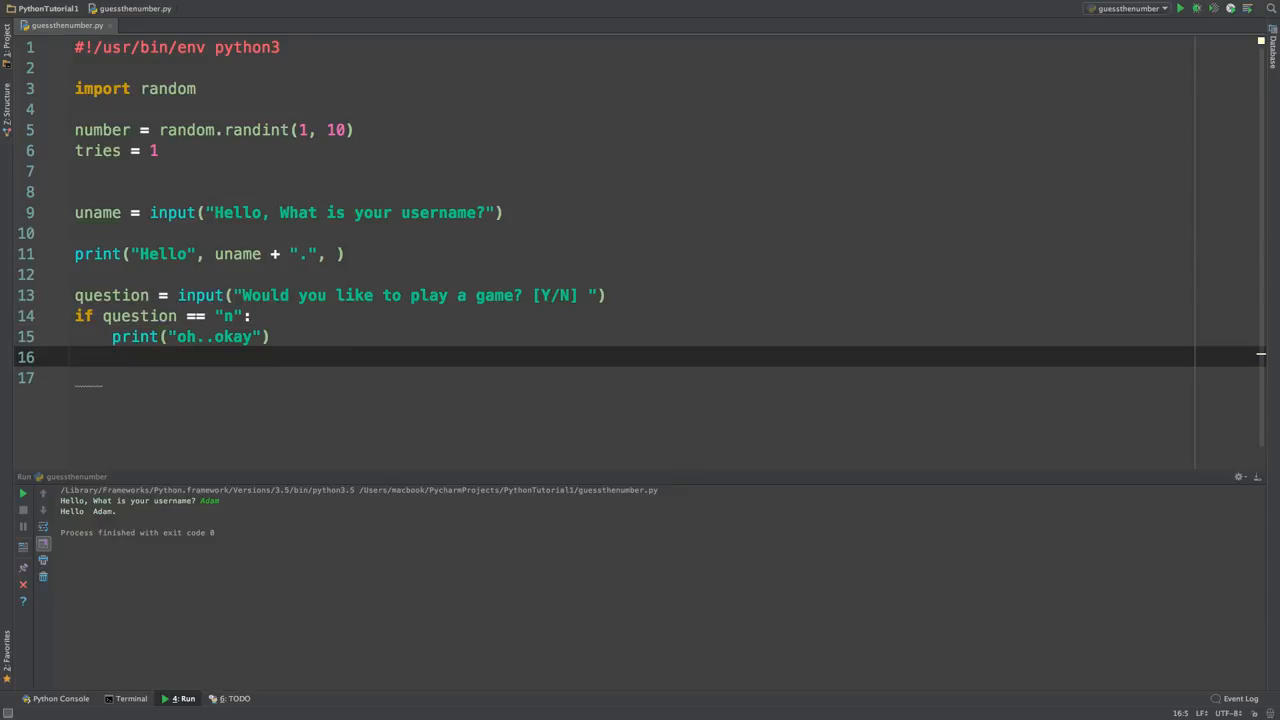 PythonTutorial1 guessthenumber.py guessthenumber
guessthenumber.py
1 #!/usr/bin/env python3
2
3 import random
4
5 number = random.randint(1, 10)
6 tries = 1
7
8
9 uname = input("Hello, What is your username?")
10
11 print("Hello", uname + ".", )
12
13 question = input("Would you like to play a game? [Y/N] ")
14 if question == "n":
15 print("oh..okay")
16
17
1: Project
Z: Structure
2: Favorites
Database
Run guessthenumber
/Library/Frameworks/Python.framework/Versions/3.5/bin/python3.5 /Users/macbook/PycharmProjects/PythonTutorial1/guessthenumber.py
Hello, What is your username? Adam
Hello  Adam.
Process finished with exit code 0
Python Console Terminal 4: Run 6: TODO Event Log
16:5 LF÷ UTF-8÷